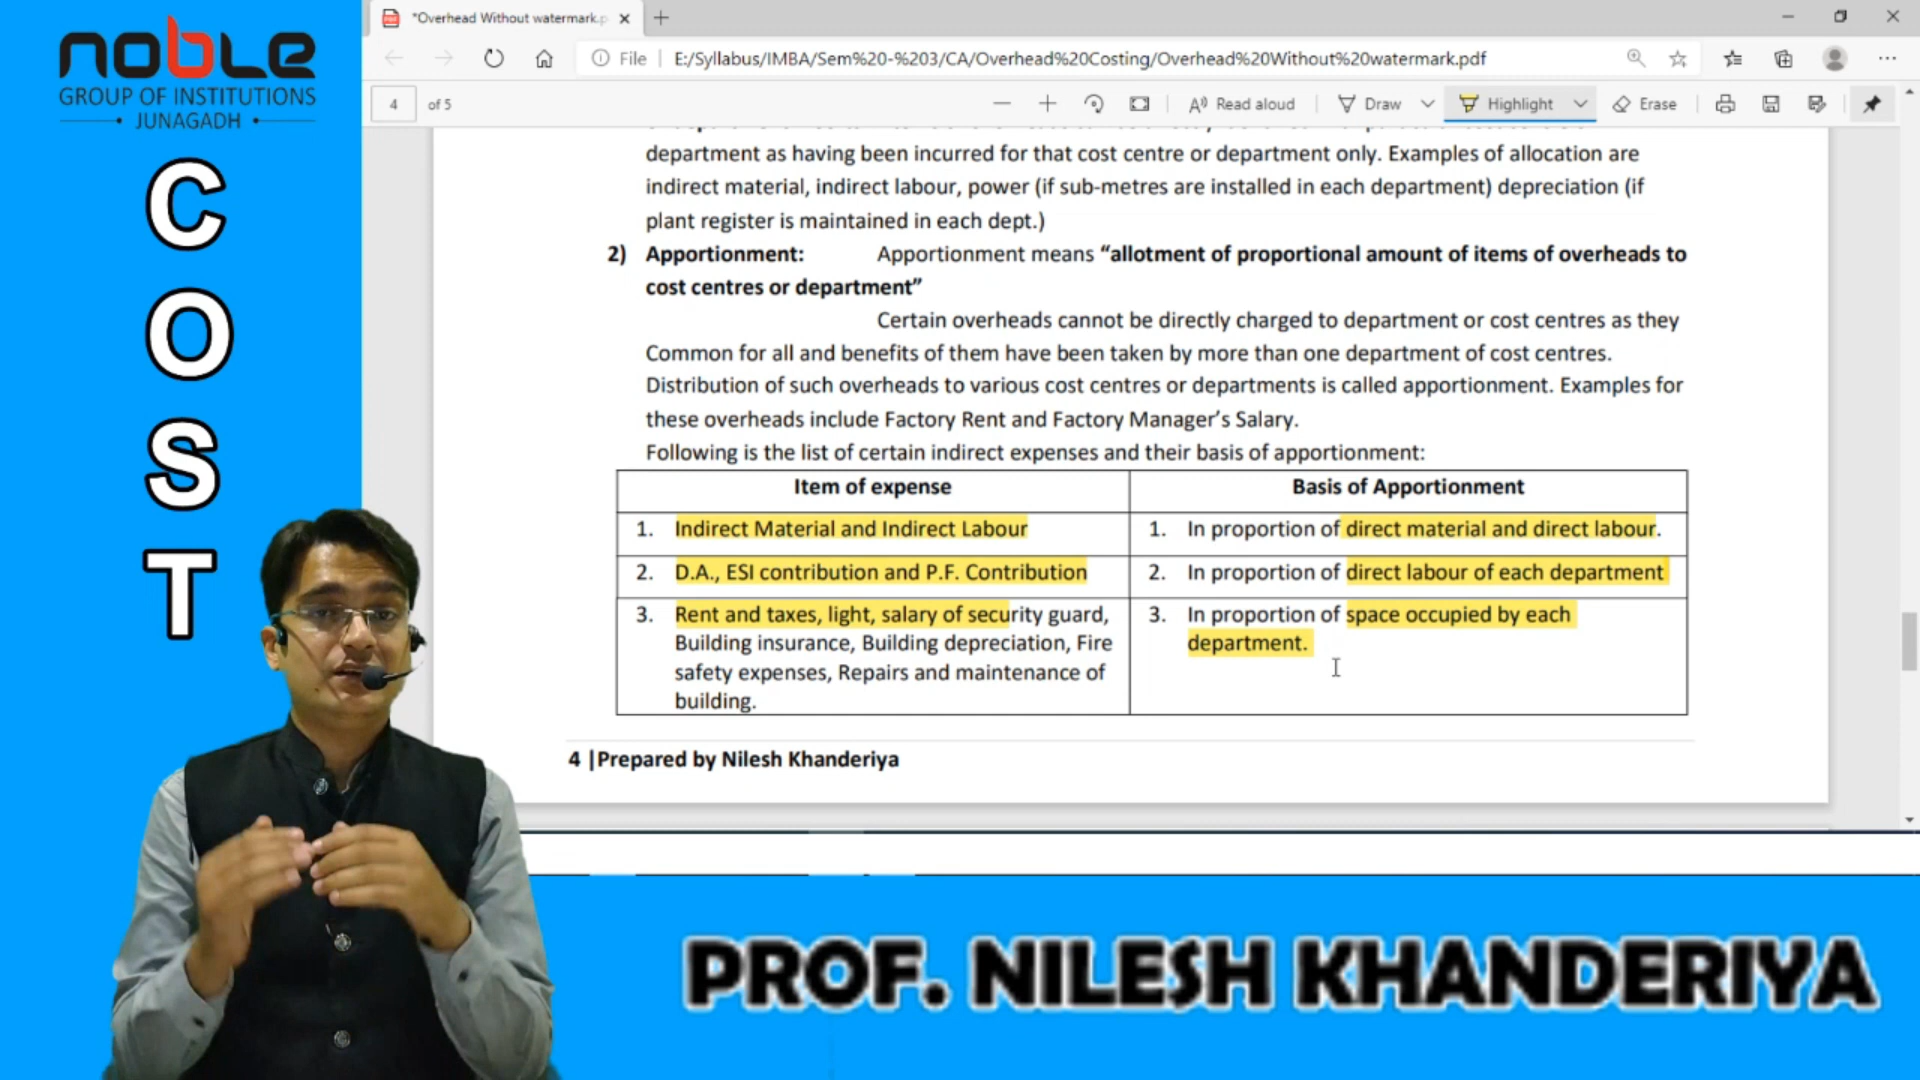 noble
GROUP OF INSTITUTIONS
JUNAGADH
COST
*Overhead Without watermark.p
File
E:/Syllabus/IMBA/Sem%20-%203/CA/Overhead%20Costing/Overhead%20Without%20watermark.pdf
4 of 5
Read aloud
Draw
Highlight
Erase
department as having been incurred for that cost centre or department only. Examples of allocation are
indirect material, indirect labour, power (if sub-metres are installed in each department) depreciation (if
plant register is maintained in each dept.)
2) Apportionment: Apportionment means “allotment of proportional amount of items of overheads to
cost centres or department”
Certain overheads cannot be directly charged to department or cost centres as they
Common for all and benefits of them have been taken by more than one department of cost centres.
Distribution of such overheads to various cost centres or departments is called apportionment. Examples for
these overheads include Factory Rent and Factory Manager’s Salary.
Following is the list of certain indirect expenses and their basis of apportionment:
Item of expense
Basis of Apportionment
1. Indirect Material and Indirect Labour
1. In proportion of direct material and direct labour.
2. D.A., ESI contribution and P.F. Contribution
2. In proportion of direct labour of each department
3. Rent and taxes, light, salary of security guard,
Building insurance, Building depreciation, Fire
safety expenses, Repairs and maintenance of
building.
3. In proportion of space occupied by each
department.
4 |Prepared by Nilesh Khanderiya
PROF. NILESH KHANDERIYA